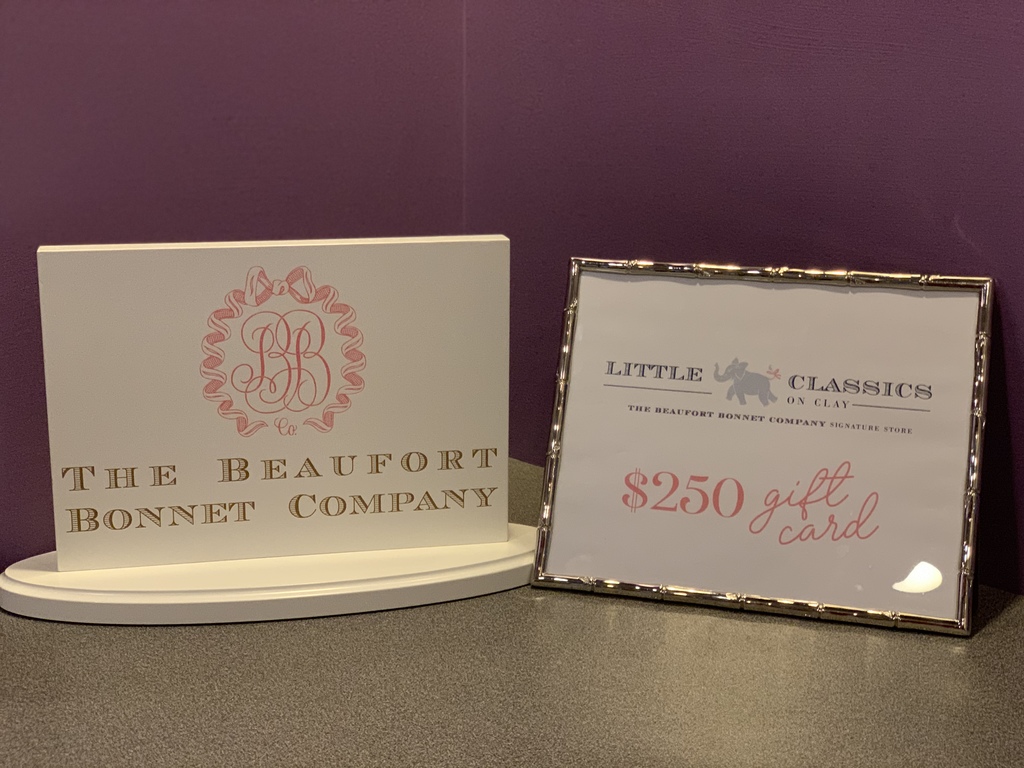 BB
Co.
THE BEAUFORT
BONNET COMPANY
LITTLE CLASSICS
ON CLAY
THE BEAUFORT BONNET COMPANY SIGNATURE STORE
$250 gift
card